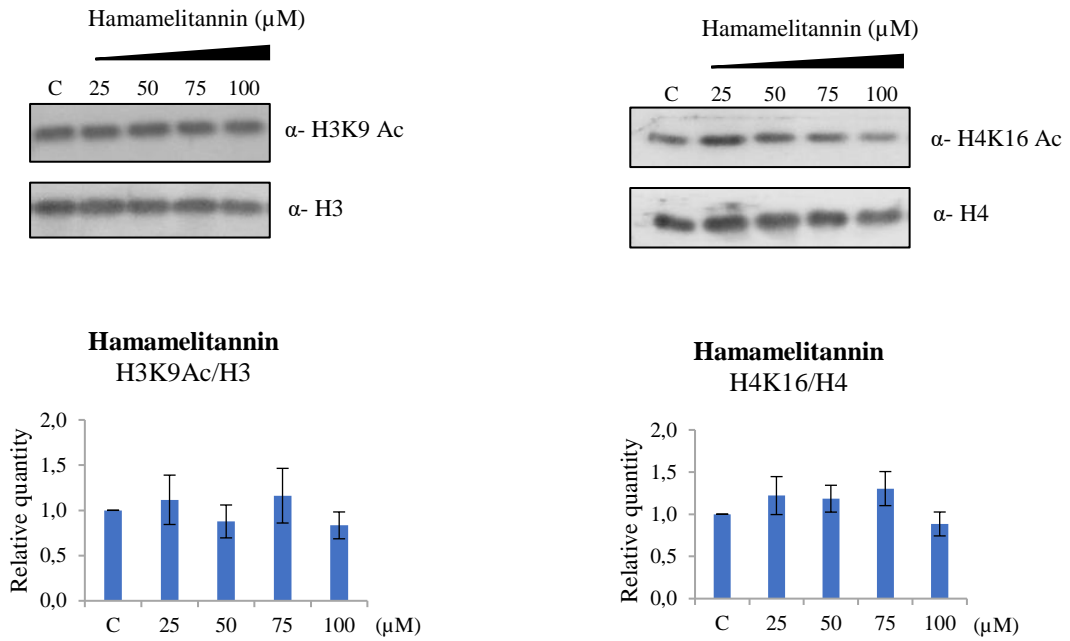 Hamamelitannin (µM)
C 25 50 75 100
α- H3K9 Ac
α- H3
Hamamelitannin (µM)
C 25 50 75 100
α- H4K16 Ac
α- H4
Hamamelitannin
H3K9Ac/H3
Relative quantity
2,0
1,5
1,0
0,5
0,0
C 25 50 75 100 (µM)
Hamamelitannin
H4K16/H4
Relative quantity
2,0
1,5
1,0
0,5
0,0
C 25 50 75 100 (µM)